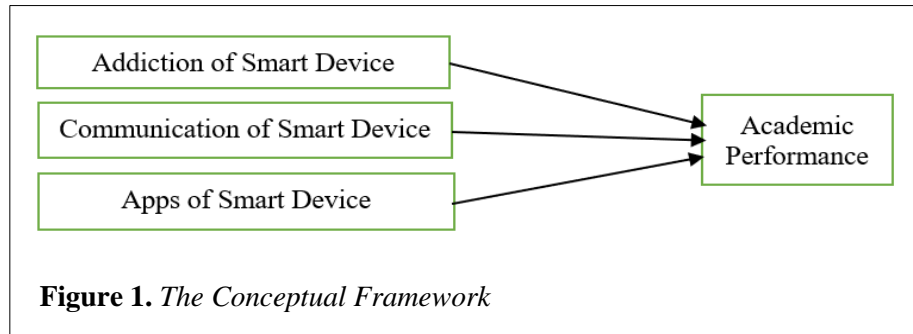 Addiction of Smart Device
Communication of Smart Device
Apps of Smart Device
Academic
Performance
Figure 1. The Conceptual Framework